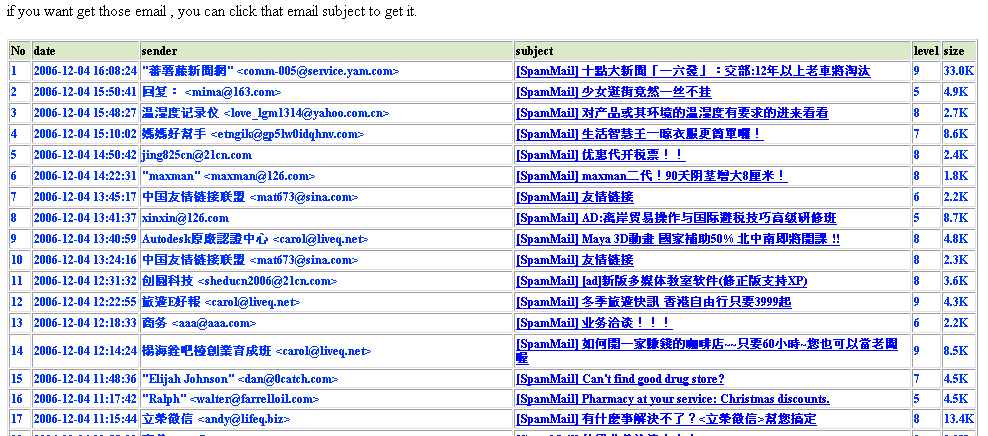 if you want get those email , you can click that email subject to get it.
No date sender subject level size
1 2006-12-04 16:08:24 "蕃薯藤新聞網" <comm-005@service.yam.com> [SpamMail] 十點大新聞「一六發」：交部:12年以上老車將淘汰 9 33.0K
2 2006-12-04 15:50:41 回复： <mima@163.com> [SpamMail] 少女逛街竟然一丝不挂 5 4.9K
3 2006-12-04 15:48:27 温湿度记录仪 <love_lgm1314@yahoo.com.cn> [SpamMail] 对产品或其环境的温湿度有要求的进来看看 8 2.7K
4 2006-12-04 15:10:02 媽媽好幫手 <etngik@gp5hw0idqhnv.com> [SpamMail] 生活智慧王一晾衣服更簡單囉！ 7 8.6K
5 2006-12-04 14:50:42 jing825cn@21cn.com [SpamMail] 优惠代开税票！！ 8 2.4K
6 2006-12-04 14:22:31 "maxman" <maxman@126.com> [SpamMail] maxman二代！90天阴茎增大8厘米！ 8 1.8K
7 2006-12-04 13:45:17 中国友情链接联盟 <mat673@sina.com> [SpamMail] 友情链接 6 2.2K
8 2006-12-04 13:41:37 xinxin@126.com [SpamMail] AD:离岸贸易操作与国际避税技巧高级研修班 5 8.7K
9 2006-12-04 13:40:59 Autodesk原廠認證中心 <carol@liveq.net> [SpamMail] Maya 3D動畫 國家補助50% 北中南即將開課 !! 8 4.8K
10 2006-12-04 13:24:16 中国友情链接联盟 <mat673@sina.com> [SpamMail] 友情链接 8 2.3K
11 2006-12-04 12:31:32 创圆科技 <sheducn2006@21cn.com> [SpamMail] [ad]新版多媒体教室软件(修正版支持XP) 8 3.6K
12 2006-12-04 12:22:55 旅遊E好報 <carol@liveq.net> [SpamMail] 冬季旅遊快訊 香港自由行只要3999起 9 4.3K
13 2006-12-04 12:18:33 商务 <aaa@aaa.com> [SpamMail] 业务洽谈！！！ 6 2.2K
14 2006-12-04 12:14:24 楊海銓吧檯創業育成班 <carol@liveq.net> [SpamMail] 如何開一家賺錢的咖啡店~~只要60小時~您也可以當老闆
喔 9 8.5K
15 2006-12-04 11:48:36 "Elijah Johnson" <dan@0catch.com> [SpamMail] Can't find good drug store? 7 4.5K
16 2006-12-04 11:17:42 "Ralph" <walter@farrelloil.com> [SpamMail] Pharmacy at your service: Christmas discounts. 5 4.5K
17 2006-12-04 11:15:44 立榮徵信 <andy@lifeq.biz> [SpamMail] 有什麼事解決不了？<立榮徵信>幫您搞定 8 13.4K